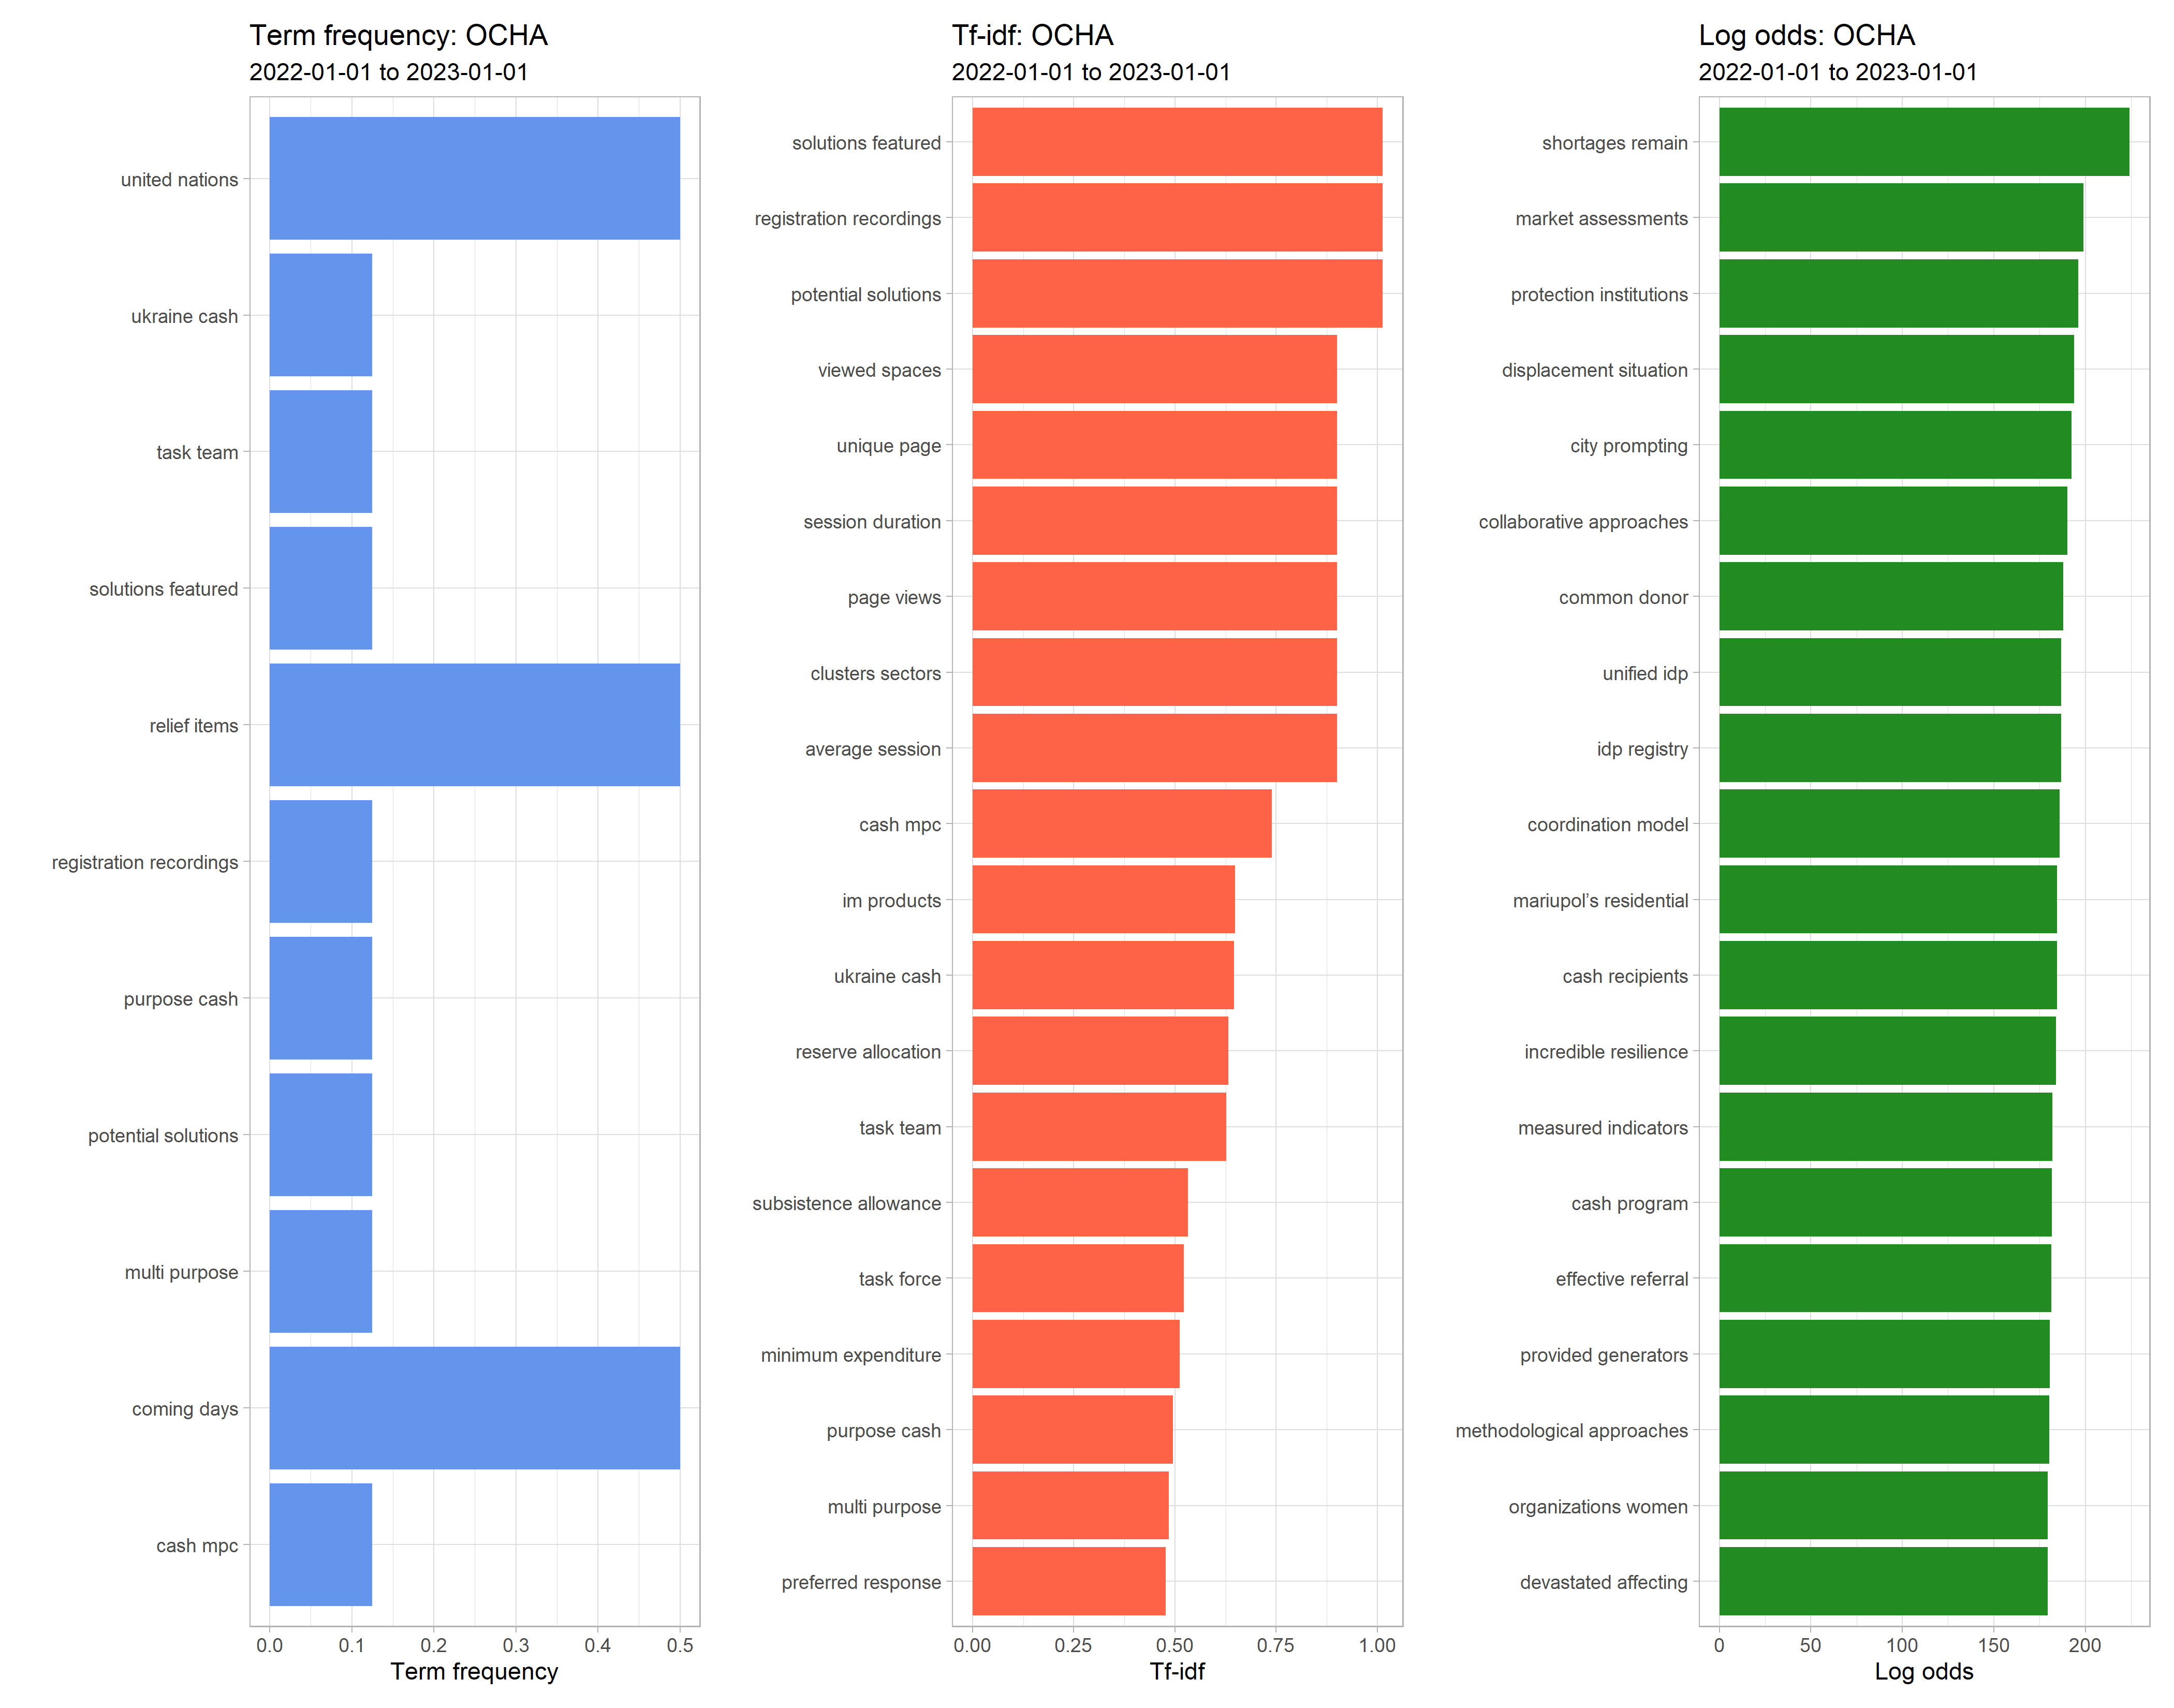 Term frequency: OCHA
2022-01-01 to 2023-01-01
united nations
ukraine cash
task team
solutions featured
relief items
registration recordings
purpose cash
potential solutions
multi purpose
coming days
cash mpc
0.0 0.1 0.2 0.3 0.4 0.5
Term frequency
Tf-idf: OCHA
2022-01-01 to 2023-01-01
solutions featured
registration recordings
potential solutions
viewed spaces
unique page
session duration
page views
clusters sectors
average session
cash mpc
im products
ukraine cash
reserve allocation
task team
subsistence allowance
task force
minimum expenditure
purpose cash
multi purpose
preferred response
0.00 0.25 0.50 0.75 1.00
Tf-idf
Log odds: OCHA
2022-01-01 to 2023-01-01
shortages remain
market assessments
protection institutions
displacement situation
city prompting
collaborative approaches
common donor
unified idp
idp registry
coordination model
mariupol’s residential
cash recipients
incredible resilience
measured indicators
cash program
effective referral
provided generators
methodological approaches
organizations women
devastated affecting
0 50 100 150 200
Log odds